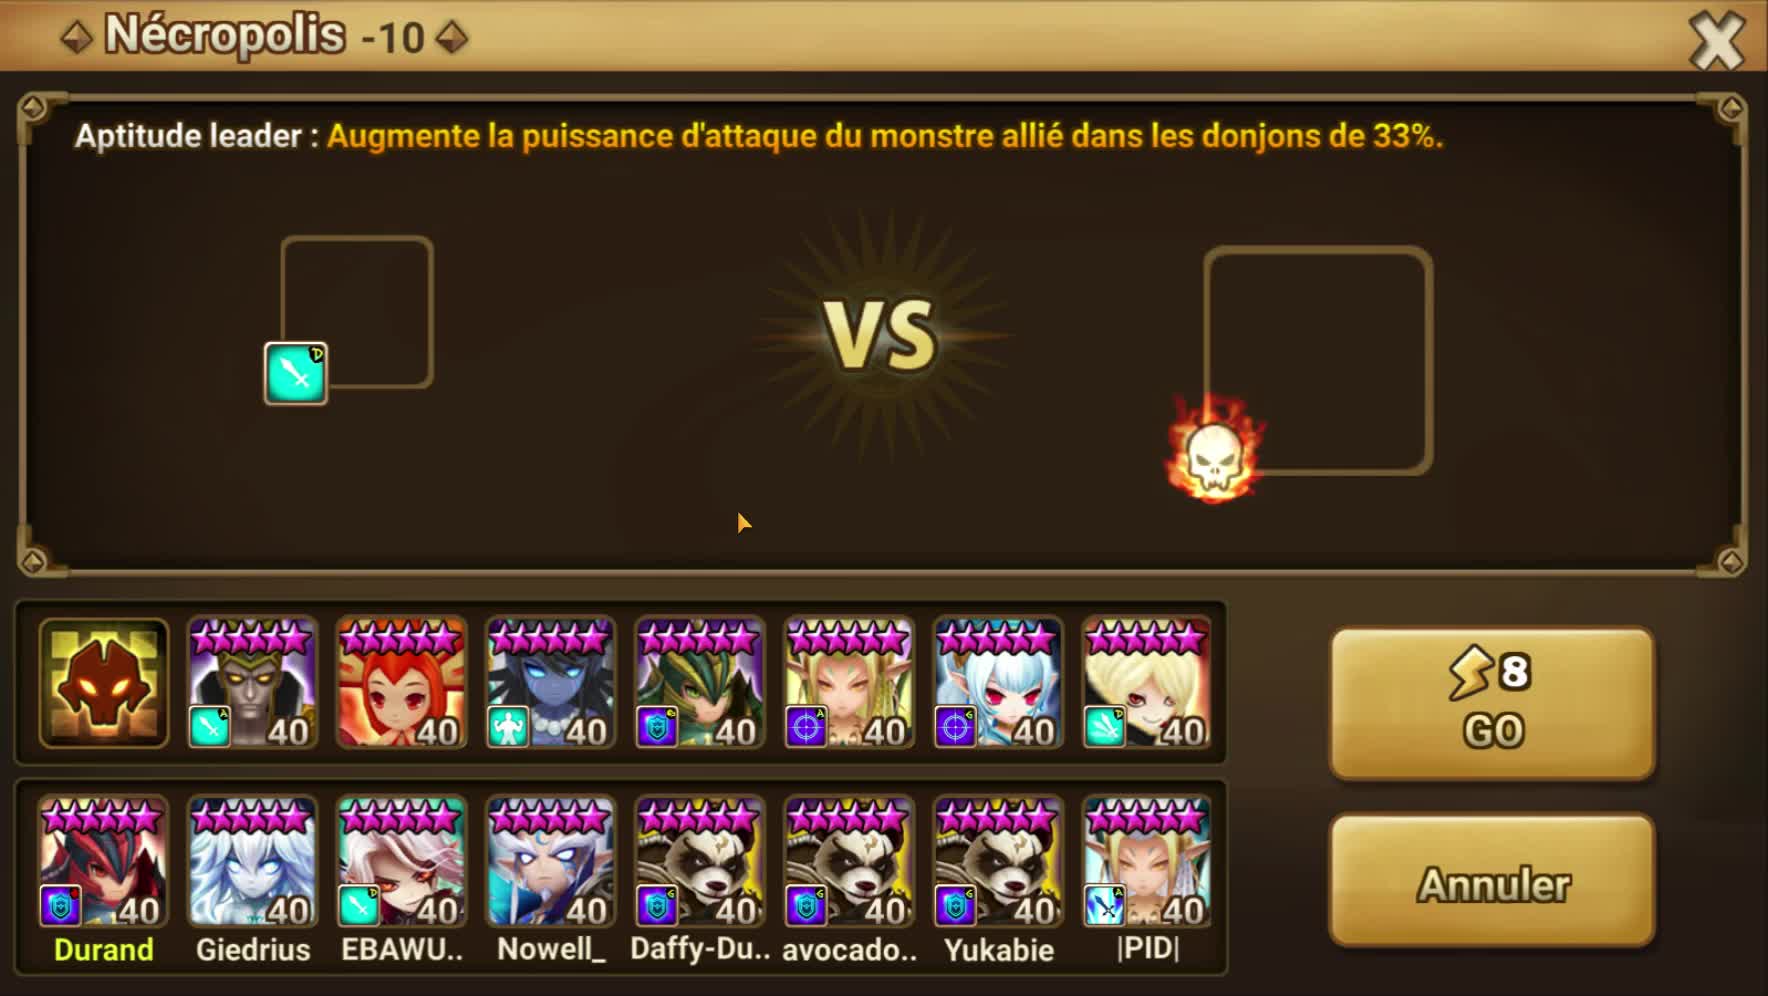 Nécropolis -10
Aptitude leader : Augmente la puissance d'attaque du monstre allié dans les donjons de 33%.
D
VS
A 40
40
40
40
A 40
G 40
D 40
8
GO
40
40
D 40
40
G 40
G 40
G 40
A 40
Durand
Giedrius
EBAWU..
Nowell_
Daffy-Du..
avocado..
Yukabie
|PID|
Annuler